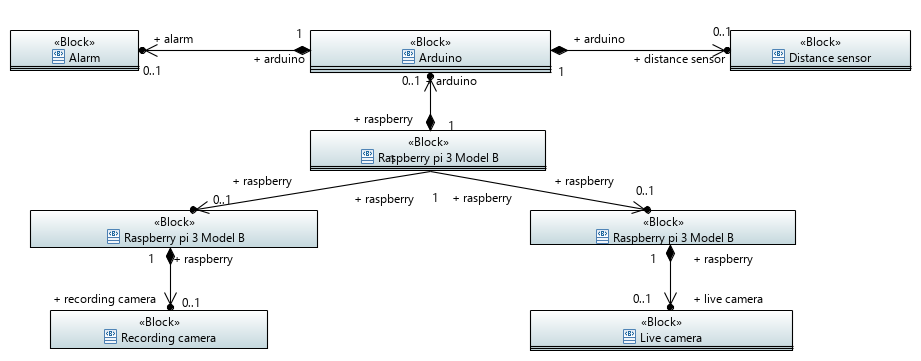 1
0..1
+ alarm
+ arduino
«Block»
Alarm
«Block»
Arduino
«Block»
Distance sensor
+ arduino
+ distance sensor
0..1
1
0..1
+ arduino
+ raspberry
1
«Block»
Raspberry pi 3 Model B
1
+ raspberry
+ raspberry
0..1
0..1
+ raspberry
1
+ raspberry
«Block»
Raspberry pi 3 Model B
«Block»
Raspberry pi 3 Model B
1
+ raspberry
1
+ raspberry
+ recording camera
0..1
0..1
+ live camera
«Block»
Recording camera
«Block»
Live camera